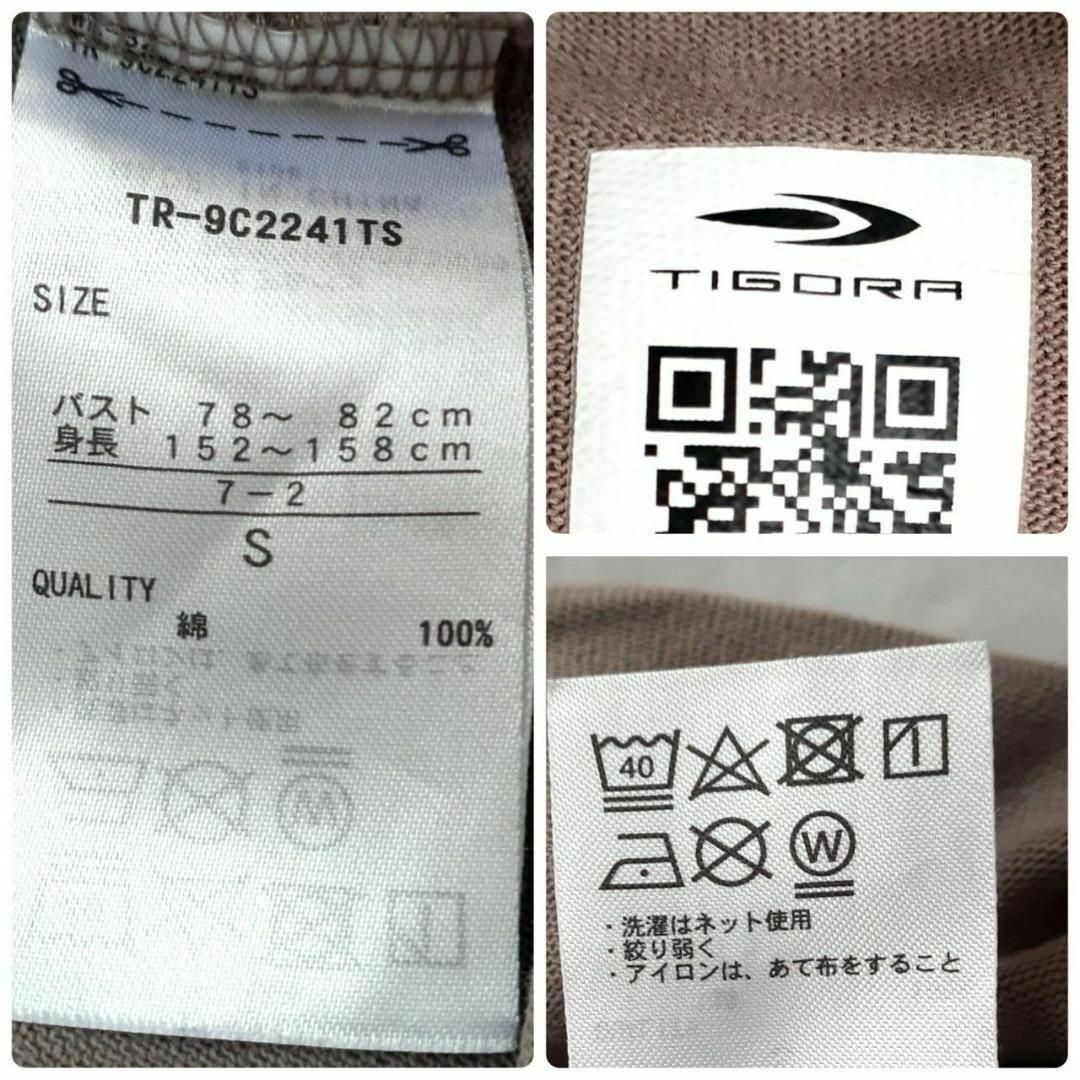 TR-9C2241TS
TR-9C2241TS
SIZE
バスト 78～ 82cm
身長 152～158cm
7-2
S
QUALITY
綿 100%
TIGORA
40
W
・洗濯はネット使用
・絞り弱く
・アイロンは、あて布をすること